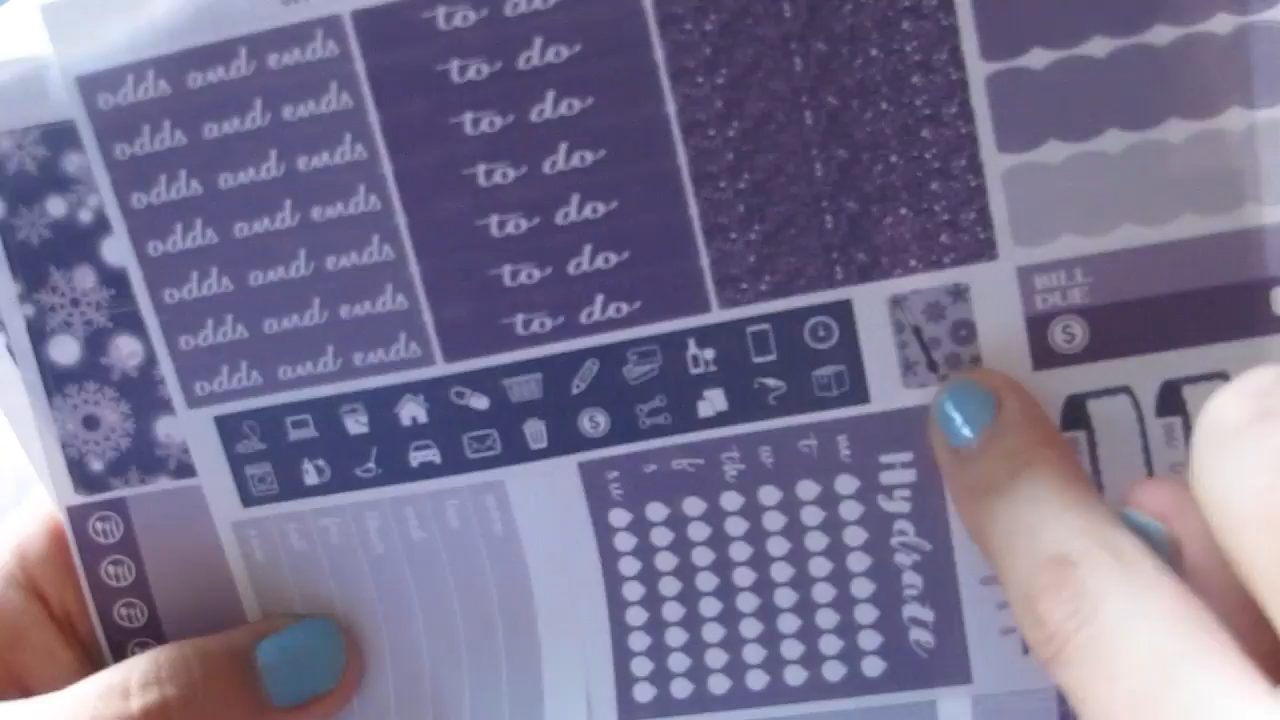 odds and ends
odds and ends
odds and ends
odds and ends
odds and ends
odds and ends
odds and ends
to do
to do
to do
to do
to do
to do
to do
BILL
DUE
$
$
Hydrate
m
t
w
th
f
s
su